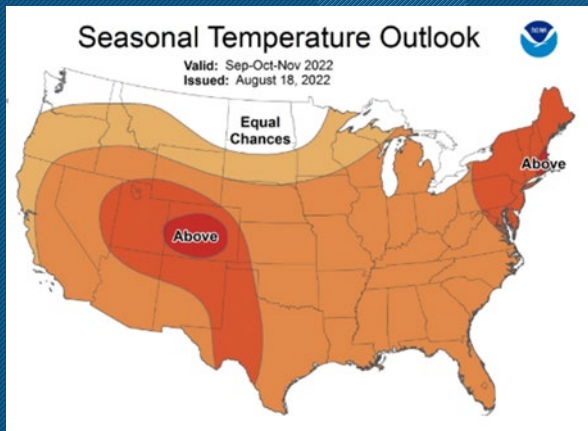 Seasonal Temperature Outlook
Valid: Sep-Oct-Nov 2022
Issued: August 18, 2022
Equal
Chances
Above
Above